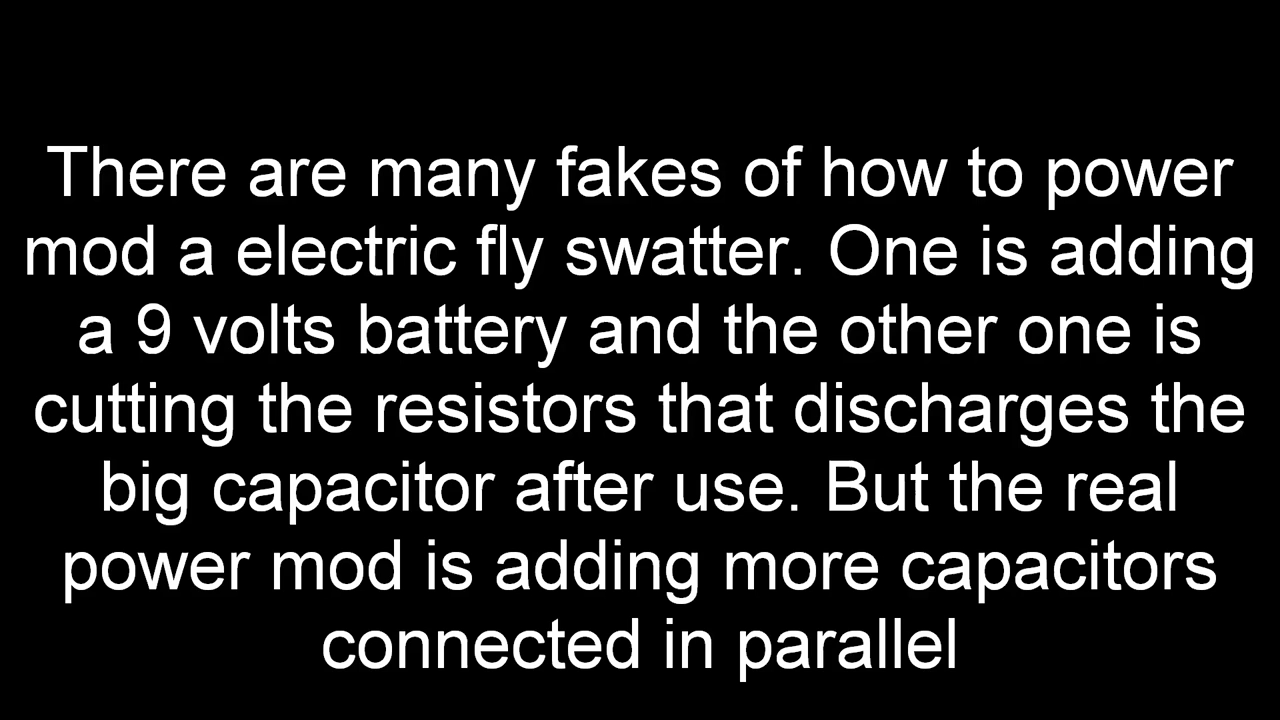 There are many fakes of how to power
mod a electric fly swatter. One is adding
a 9 volts battery and the other one is
cutting the resistors that discharges the
big capacitor after use. But the real
power mod is adding more capacitors
connected in parallel